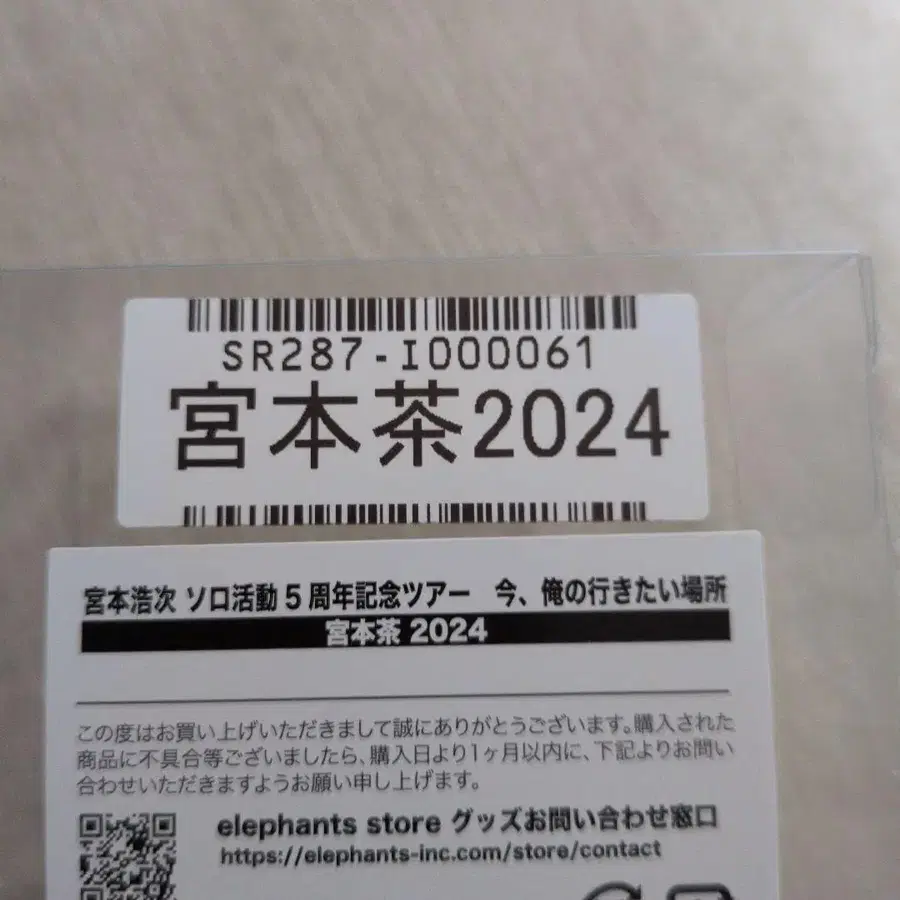 SR287-I000061
宮本茶2024
宮本浩次 ソロ活動 5 周年記念ツアー　今、俺の行きたい場所
宮本茶 2024
この度はお買い上げいただきまして誠にありがとうございます。購入された
商品に不具合等ございましたら、購入日より1ヶ月以内に、下記よりお問い
合わせいただきますようお願い申し上げます。
elephants store グッズお問い合わせ窓口
https://elephants-inc.com/store/contact